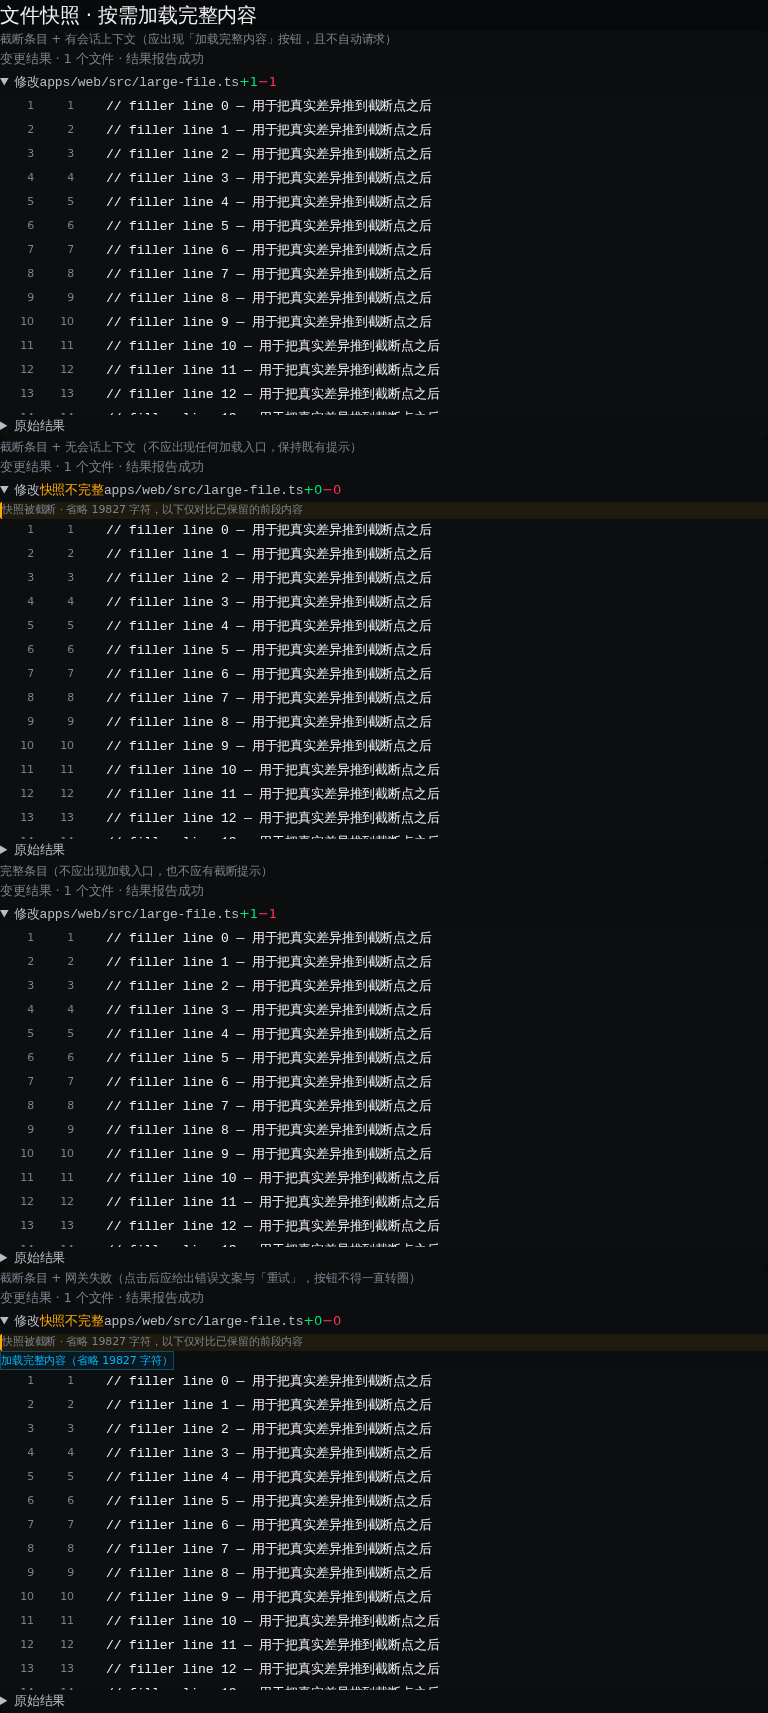 文件快照 · 按需加载完整内容
截断条目 + 有会话上下文（应出现「加载完整内容」按钮，且不自动请求）
变更结果 · 1 个文件 · 结果报告成功
▼ 修改apps/web/src/large-file.ts+1−1
1 1 // filler line 0 — 用于把真实差异推到截断点之后
2 2 // filler line 1 — 用于把真实差异推到截断点之后
3 3 // filler line 2 — 用于把真实差异推到截断点之后
4 4 // filler line 3 — 用于把真实差异推到截断点之后
5 5 // filler line 4 — 用于把真实差异推到截断点之后
6 6 // filler line 5 — 用于把真实差异推到截断点之后
7 7 // filler line 6 — 用于把真实差异推到截断点之后
8 8 // filler line 7 — 用于把真实差异推到截断点之后
9 9 // filler line 8 — 用于把真实差异推到截断点之后
10 10 // filler line 9 — 用于把真实差异推到截断点之后
11 11 // filler line 10 — 用于把真实差异推到截断点之后
12 12 // filler line 11 — 用于把真实差异推到截断点之后
13 13 // filler line 12 — 用于把真实差异推到截断点之后
▶ 原始结果
截断条目 + 无会话上下文（不应出现任何加载入口，保持既有提示）
变更结果 · 1 个文件 · 结果报告成功
▼ 修改快照不完整apps/web/src/large-file.ts+0−0
快照被截断 · 省略 19827 字符，以下仅对比已保留的前段内容
1 1 // filler line 0 — 用于把真实差异推到截断点之后
2 2 // filler line 1 — 用于把真实差异推到截断点之后
3 3 // filler line 2 — 用于把真实差异推到截断点之后
4 4 // filler line 3 — 用于把真实差异推到截断点之后
5 5 // filler line 4 — 用于把真实差异推到截断点之后
6 6 // filler line 5 — 用于把真实差异推到截断点之后
7 7 // filler line 6 — 用于把真实差异推到截断点之后
8 8 // filler line 7 — 用于把真实差异推到截断点之后
9 9 // filler line 8 — 用于把真实差异推到截断点之后
10 10 // filler line 9 — 用于把真实差异推到截断点之后
11 11 // filler line 10 — 用于把真实差异推到截断点之后
12 12 // filler line 11 — 用于把真实差异推到截断点之后
13 13 // filler line 12 — 用于把真实差异推到截断点之后
▶ 原始结果
完整条目（不应出现加载入口，也不应有截断提示）
变更结果 · 1 个文件 · 结果报告成功
▼ 修改apps/web/src/large-file.ts+1−1
1 1 // filler line 0 — 用于把真实差异推到截断点之后
2 2 // filler line 1 — 用于把真实差异推到截断点之后
3 3 // filler line 2 — 用于把真实差异推到截断点之后
4 4 // filler line 3 — 用于把真实差异推到截断点之后
5 5 // filler line 4 — 用于把真实差异推到截断点之后
6 6 // filler line 5 — 用于把真实差异推到截断点之后
7 7 // filler line 6 — 用于把真实差异推到截断点之后
8 8 // filler line 7 — 用于把真实差异推到截断点之后
9 9 // filler line 8 — 用于把真实差异推到截断点之后
10 10 // filler line 9 — 用于把真实差异推到截断点之后
11 11 // filler line 10 — 用于把真实差异推到截断点之后
12 12 // filler line 11 — 用于把真实差异推到截断点之后
13 13 // filler line 12 — 用于把真实差异推到截断点之后
▶ 原始结果
截断条目 + 网关失败（点击后应给出错误文案与「重试」，按钮不得一直转圈）
变更结果 · 1 个文件 · 结果报告成功
▼ 修改快照不完整apps/web/src/large-file.ts+0−0
快照被截断 · 省略 19827 字符，以下仅对比已保留的前段内容
加载完整内容（省略 19827 字符）
1 1 // filler line 0 — 用于把真实差异推到截断点之后
2 2 // filler line 1 — 用于把真实差异推到截断点之后
3 3 // filler line 2 — 用于把真实差异推到截断点之后
4 4 // filler line 3 — 用于把真实差异推到截断点之后
5 5 // filler line 4 — 用于把真实差异推到截断点之后
6 6 // filler line 5 — 用于把真实差异推到截断点之后
7 7 // filler line 6 — 用于把真实差异推到截断点之后
8 8 // filler line 7 — 用于把真实差异推到截断点之后
9 9 // filler line 8 — 用于把真实差异推到截断点之后
10 10 // filler line 9 — 用于把真实差异推到截断点之后
11 11 // filler line 10 — 用于把真实差异推到截断点之后
12 12 // filler line 11 — 用于把真实差异推到截断点之后
13 13 // filler line 12 — 用于把真实差异推到截断点之后
▶ 原始结果